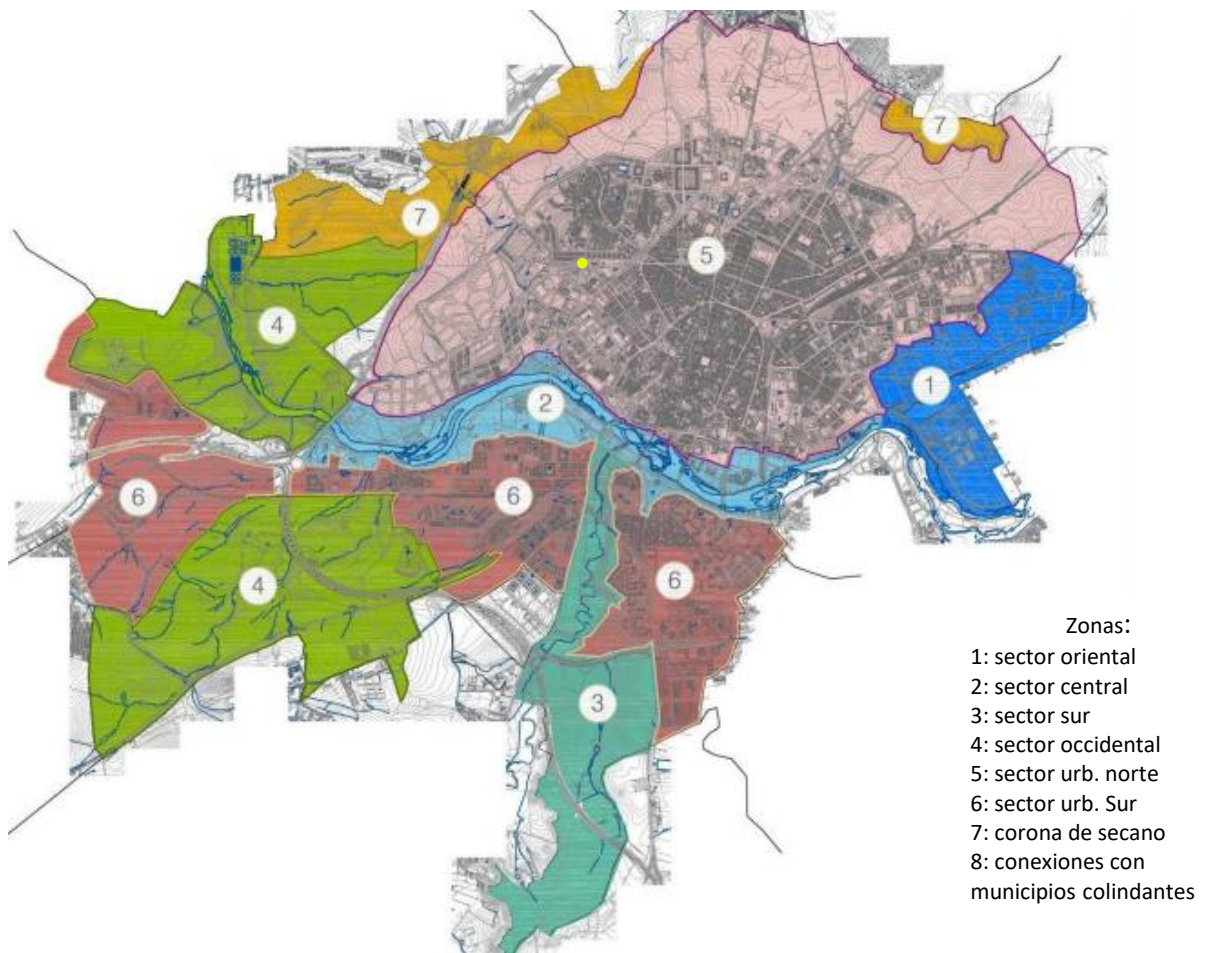 7
7
5
4
1
2
6
6
6
4
3
Zonas:
1: sector oriental
2: sector central
3: sector sur
4: sector occidental
5: sector urb. norte
6: sector urb. Sur
7: corona de secano
8: conexiones con
municipios colindantes